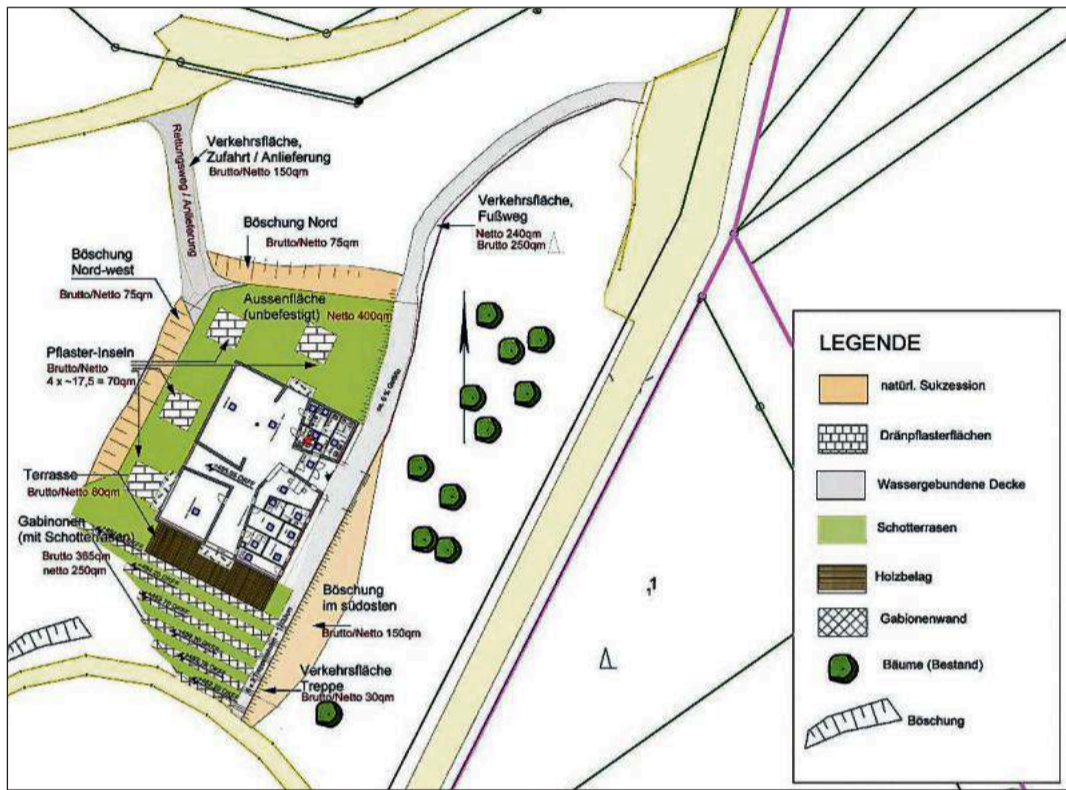 Verkehrsfläche,
Zufahrt / Anlieferung
Brutto/Netto 150qm
Rettungsweg / Anlieferung
Böschung Nord
Brutto/Netto 75qm
Verkehrsfläche,
Fußweg
Netto 240qm
Brutto 250qm
Böschung
Nord-west
Brutto/Netto 75qm
Aussenfläche
(unbefestigt) Netto 400qm
Pflaster-Inseln
Brutto/Netto
4 x ~17,5 = 70qm
Terrasse
Brutto/Netto 80qm
Gabinonen
(mit Schotterrasen)
Brutto 365qm
netto 250qm
Böschung
im südosten
Brutto/Netto 150qm
Verkehrsfläche
Treppe
Brutto/Netto 30qm
LEGENDE
natürl. Sukzession
Dränpflasterflächen
Wassergebundene Decke
Schotterrasen
Holzbelag
Gabionenwand
Bäume (Bestand)
Böschung